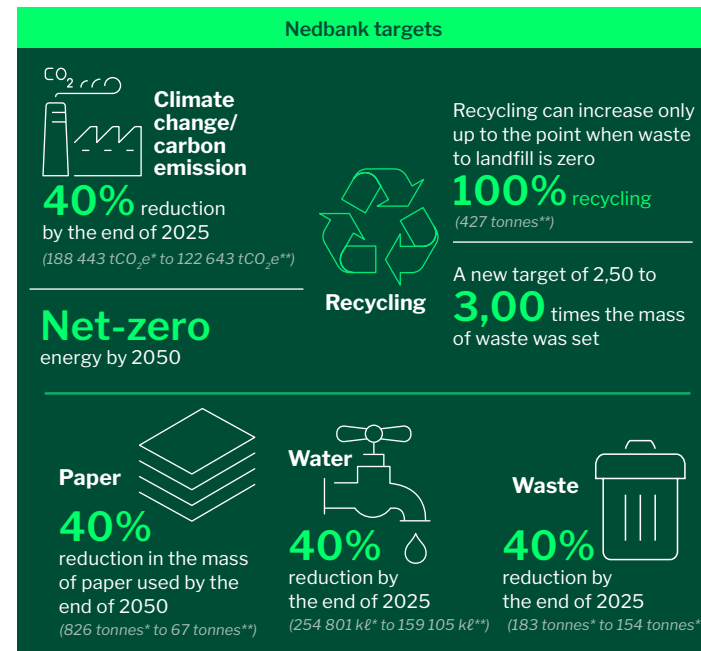 Nedbank targets
CO₂
Climate
change/
carbon
emission
40% reduction
by the end of 2025
(188 443 tCO₂e* to 122 643 tCO₂e**)
Net-zero
energy by 2050
Recycling
Recycling can increase only
up to the point when waste
to landfill is zero
100% recycling
(427 tonnes**)
A new target of 2,50 to
3,00 times the mass
of waste was set
Paper
40%
reduction in the mass
of paper used by the
end of 2050
(826 tonnes* to 67 tonnes**)
Water
40%
reduction by
the end of 2025
(254 801 kℓ* to 159 105 kℓ**)
Waste
40%
reduction by
the end of 2025
(183 tonnes* to 154 tonnes*